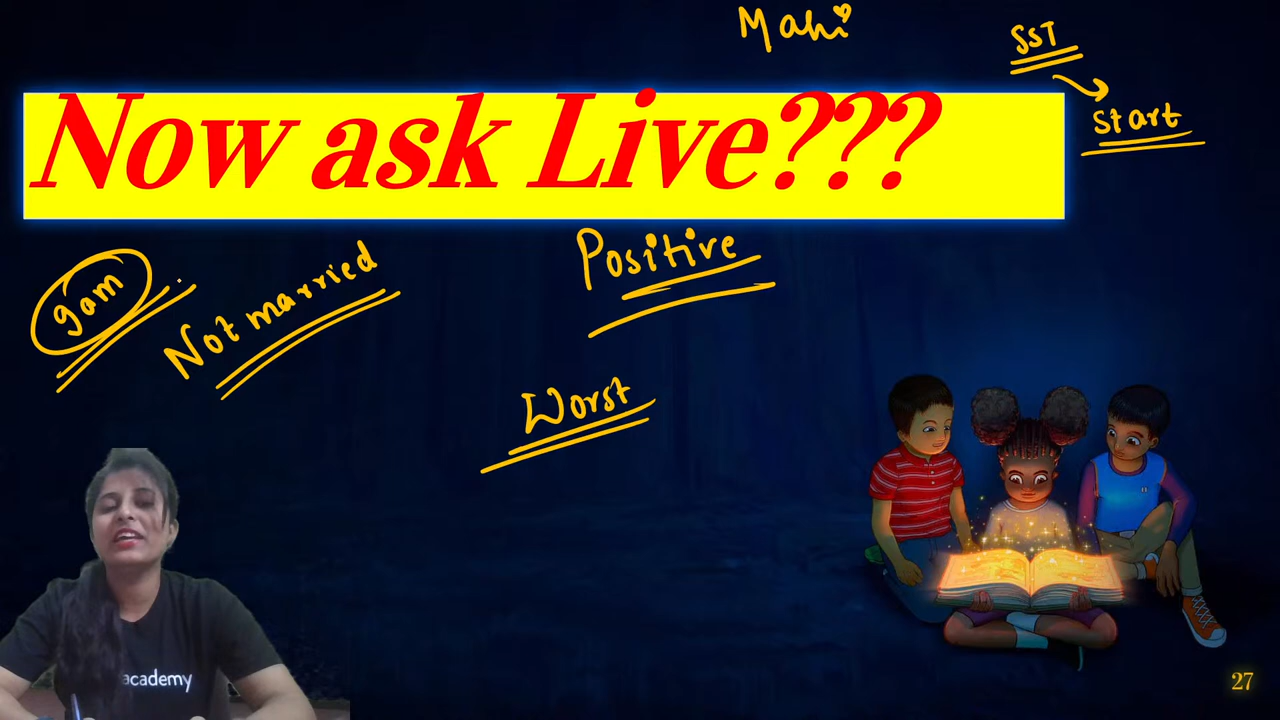 Mahi
SST
Start
Now ask Live???
Positive
9am
Not married
Worst
academy
27